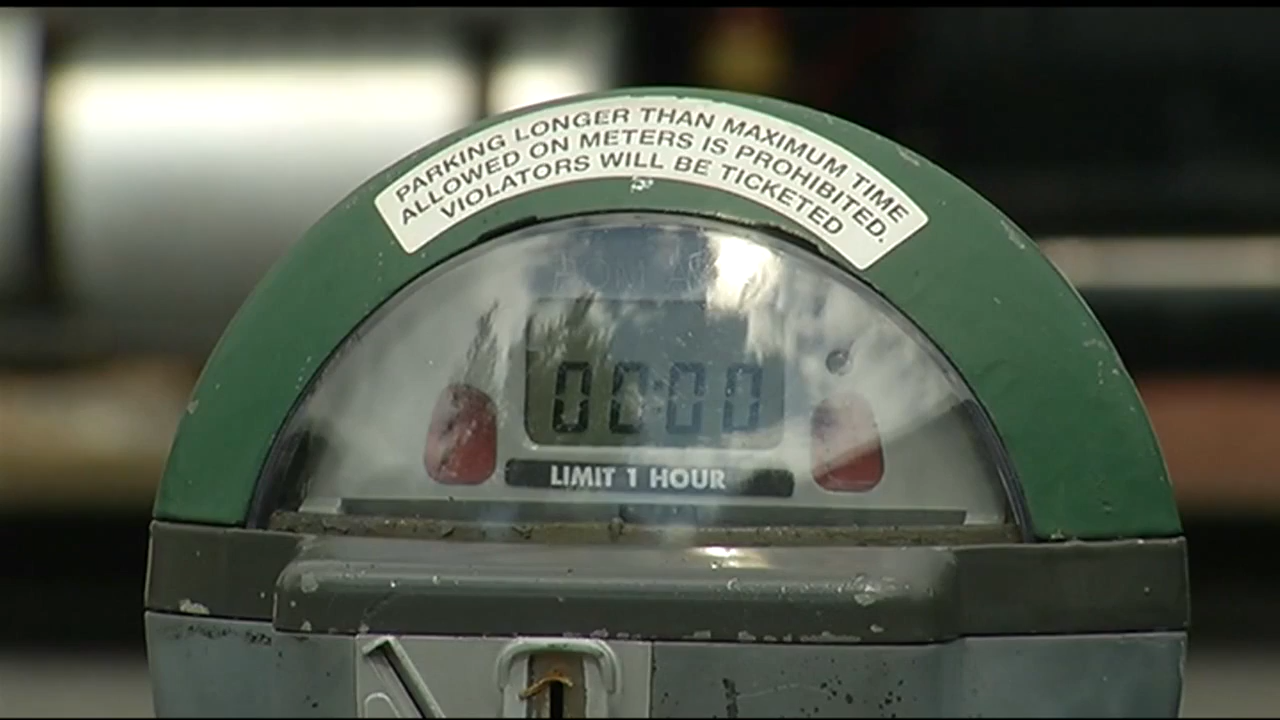 PARKING LONGER THAN MAXIMUM TIME
ALLOWED ON METERS IS PROHIBITED.
VIOLATORS WILL BE TICKETED
00:00
LIMIT 1 HOUR